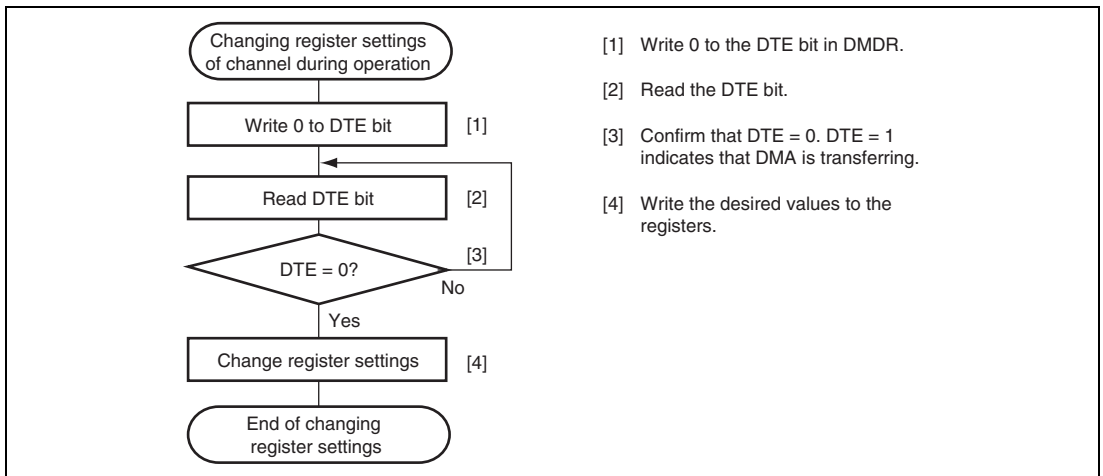 Changing register settings
of channel during operation
Write 0 to DTE bit
[1]
Read DTE bit
[2]
DTE = 0?
[3]
No
Yes
Change register settings
[4]
End of changing
register settings
[1] Write 0 to the DTE bit in DMDR.
[2] Read the DTE bit.
[3] Confirm that DTE = 0. DTE = 1
indicates that DMA is transferring.
[4] Write the desired values to the
registers.